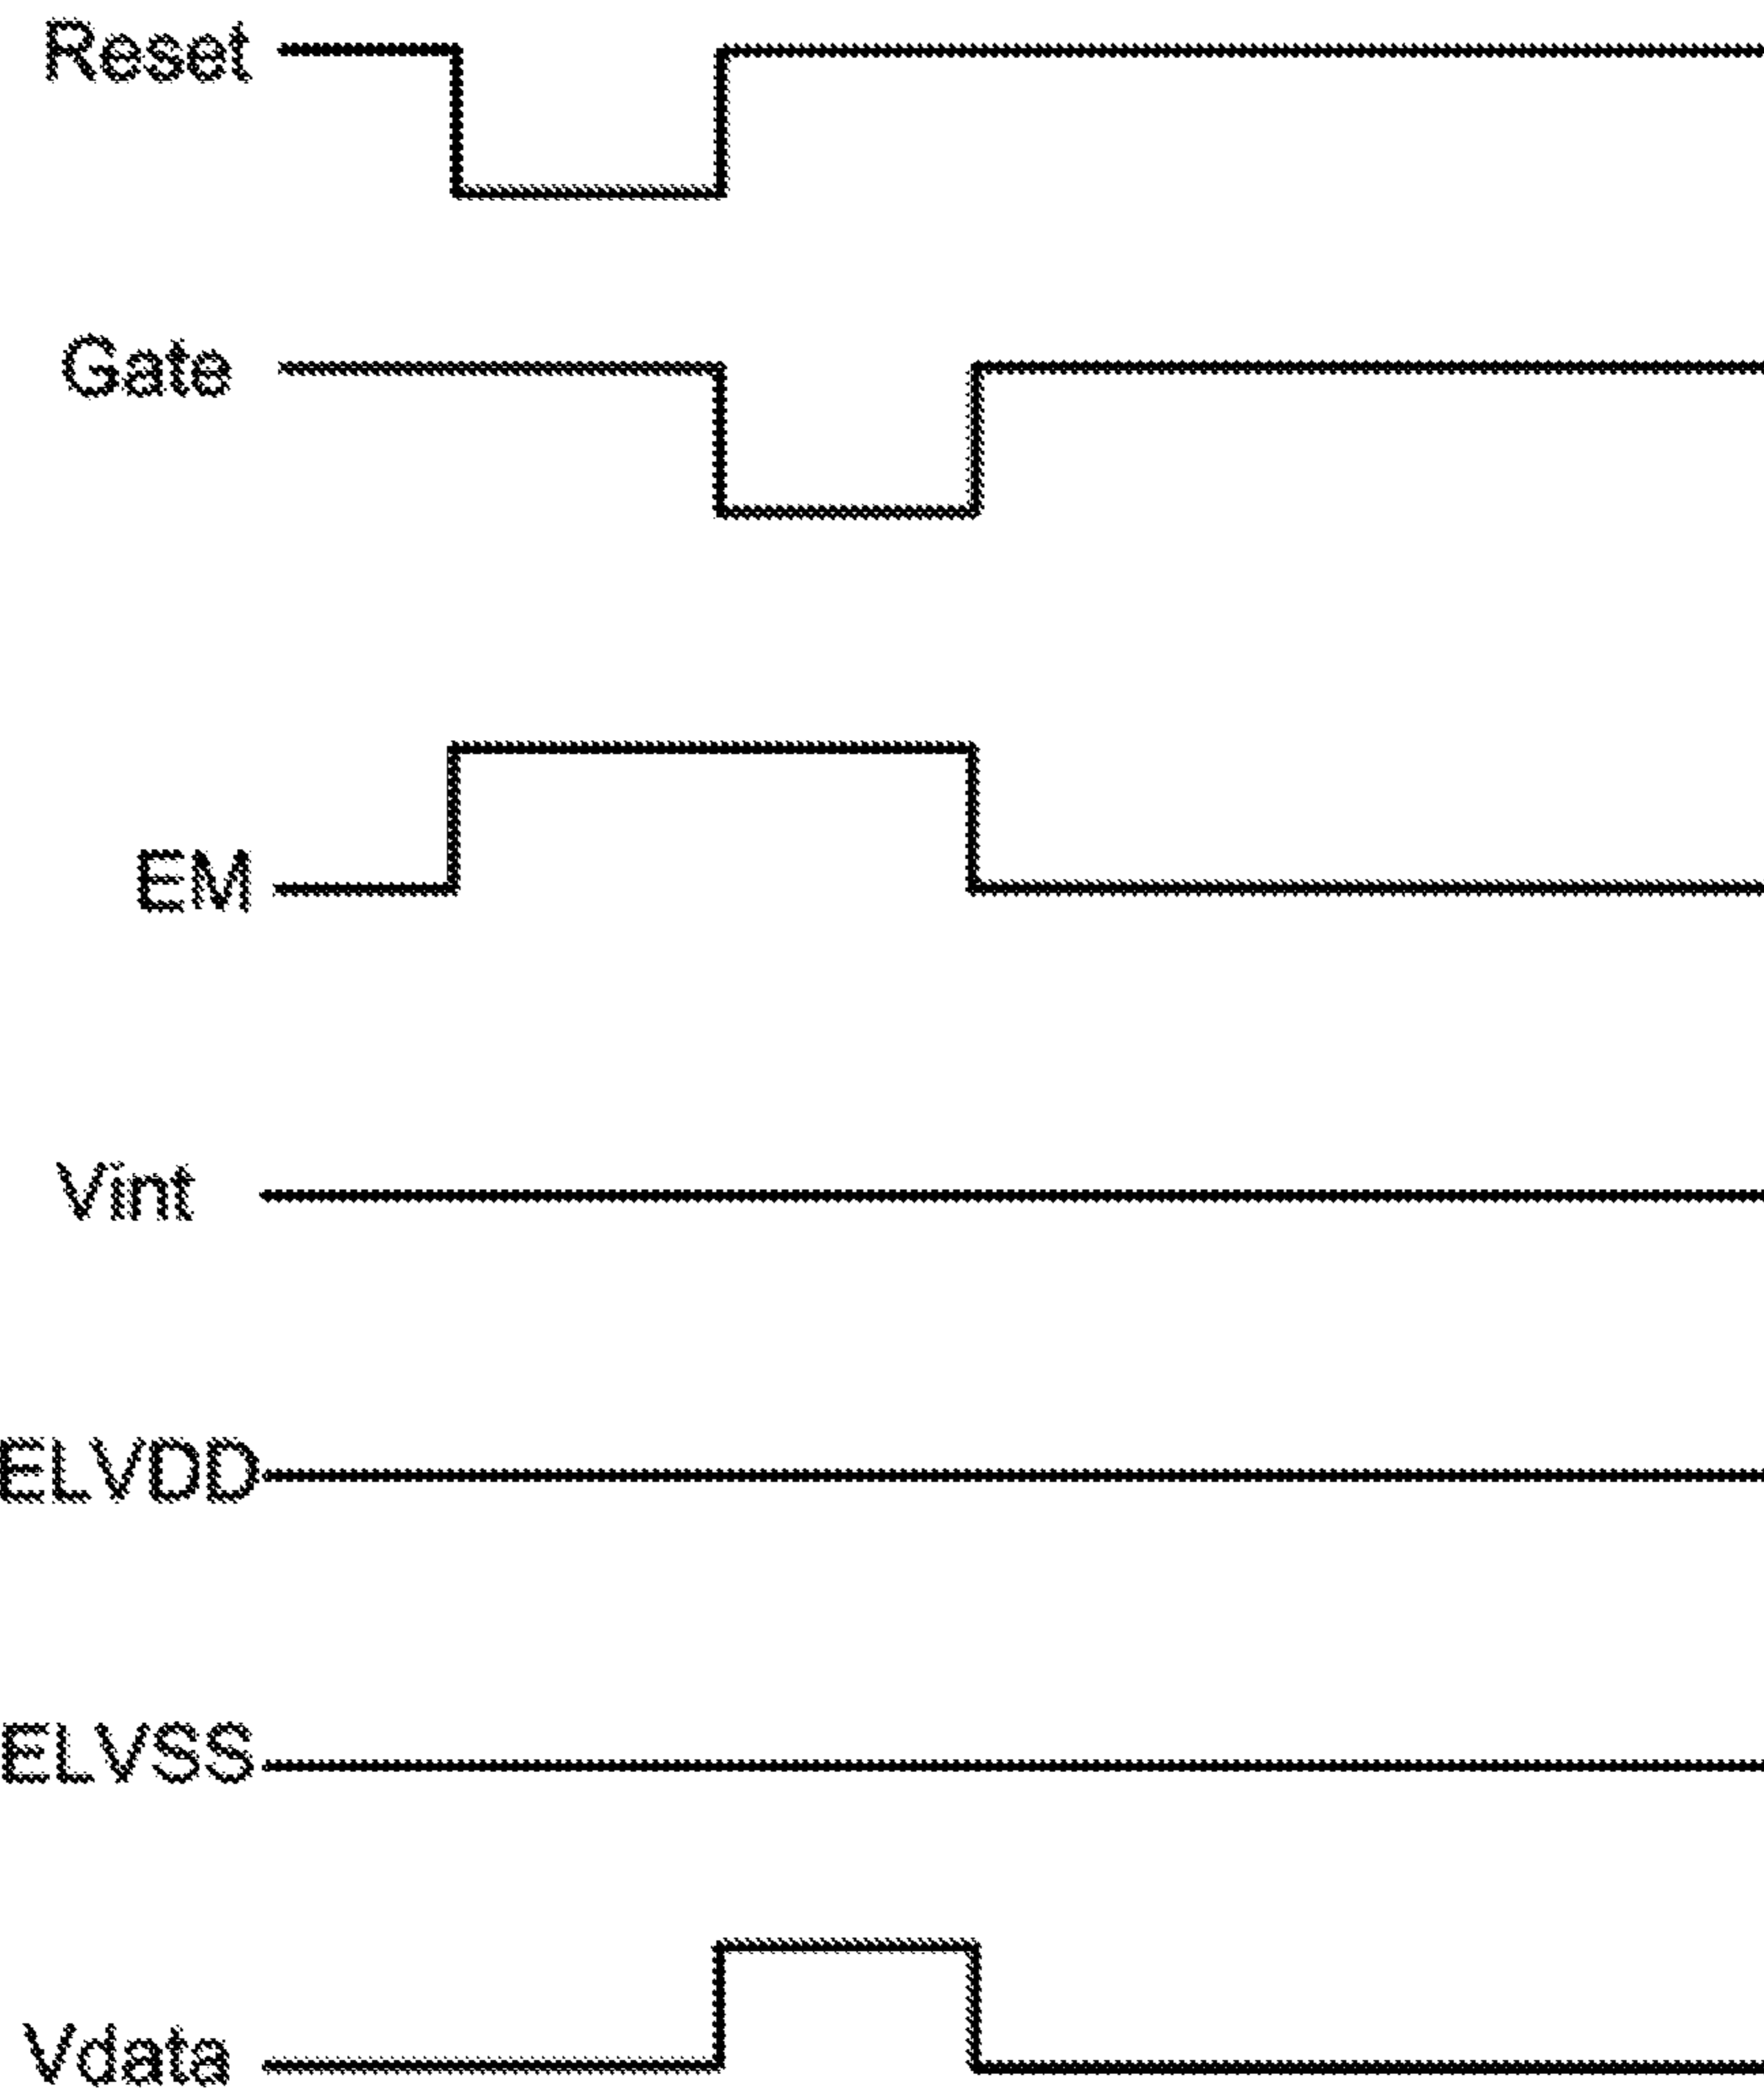 Reset
Gate
EM
Vint
ELVDD
ELVSS
Vdata